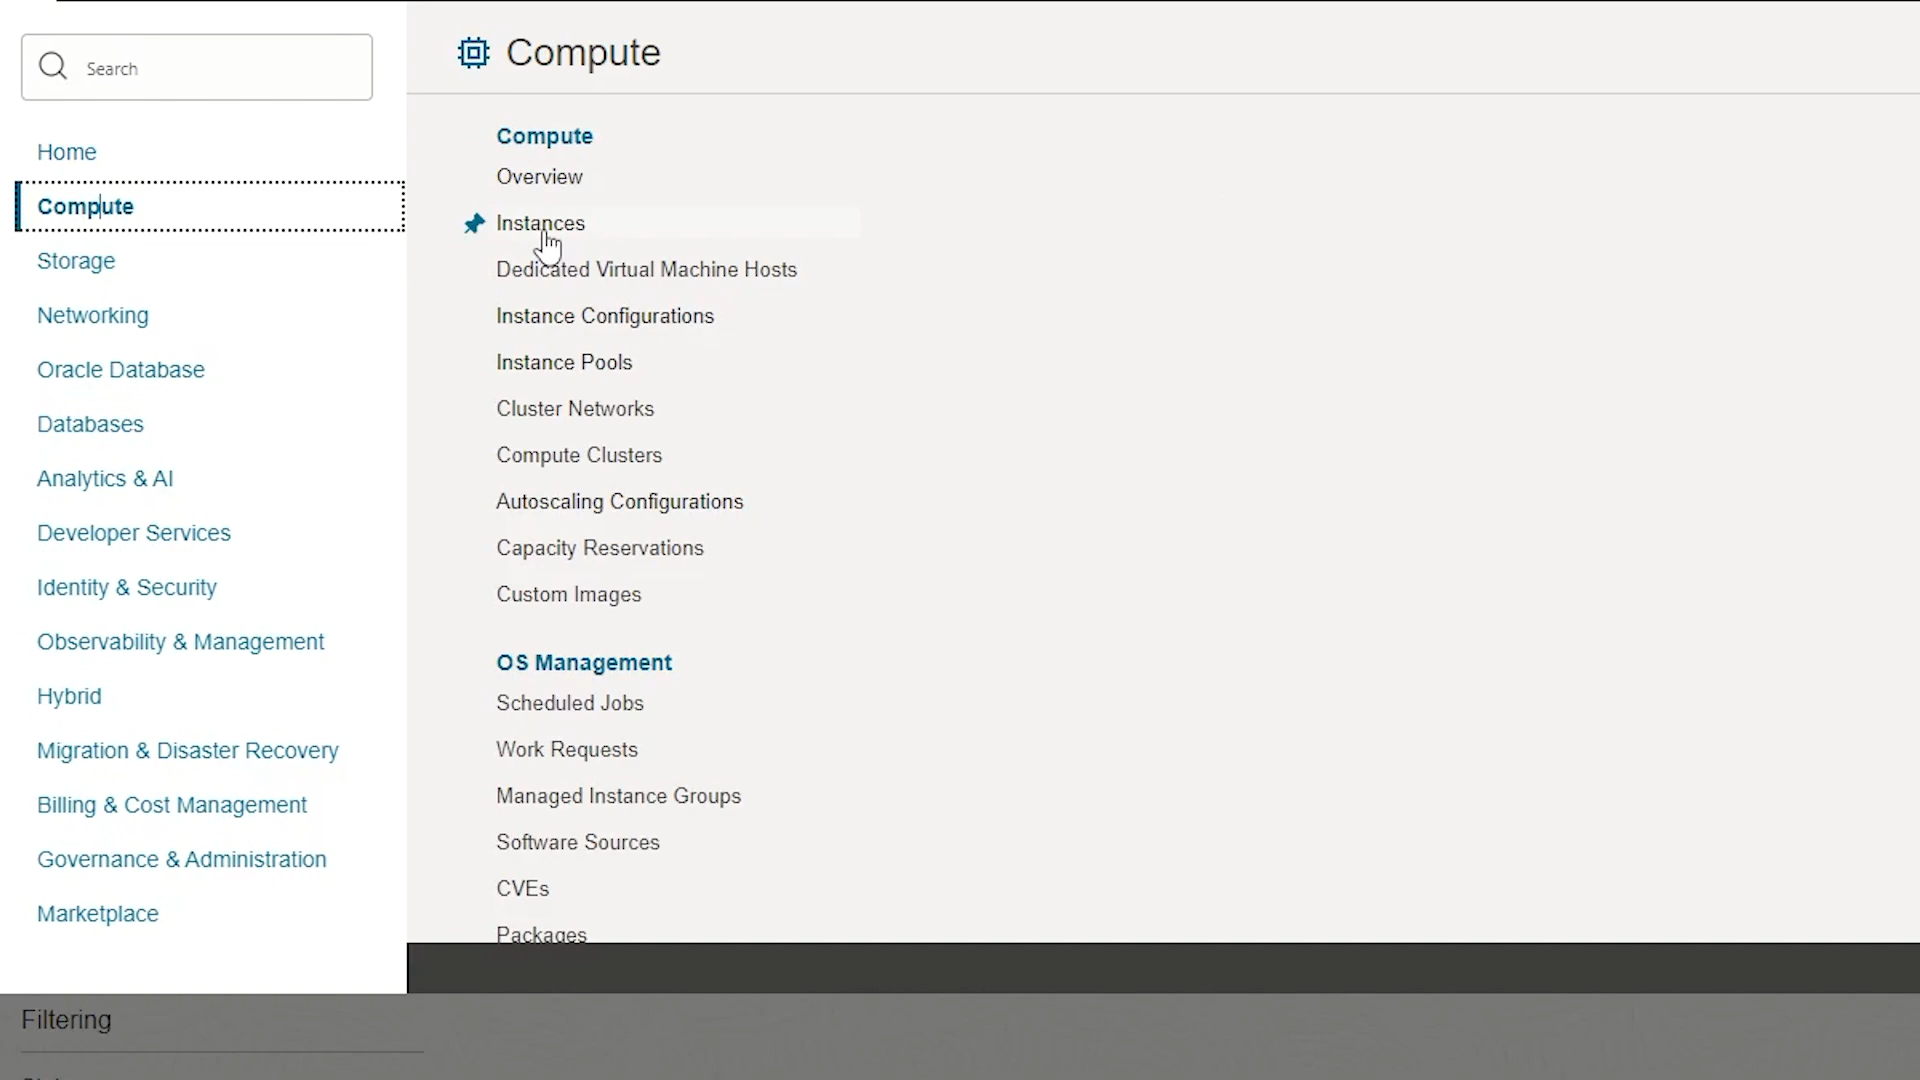 Search
Home
Compute
Storage
Networking
Oracle Database
Databases
Analytics & AI
Developer Services
Identity & Security
Observability & Management
Hybrid
Migration & Disaster Recovery
Billing & Cost Management
Governance & Administration
Marketplace
Compute
Compute
Overview
Instances
Dedicated Virtual Machine Hosts
Instance Configurations
Instance Pools
Cluster Networks
Compute Clusters
Autoscaling Configurations
Capacity Reservations
Custom Images
OS Management
Scheduled Jobs
Work Requests
Managed Instance Groups
Software Sources
CVEs
Packages
Filtering